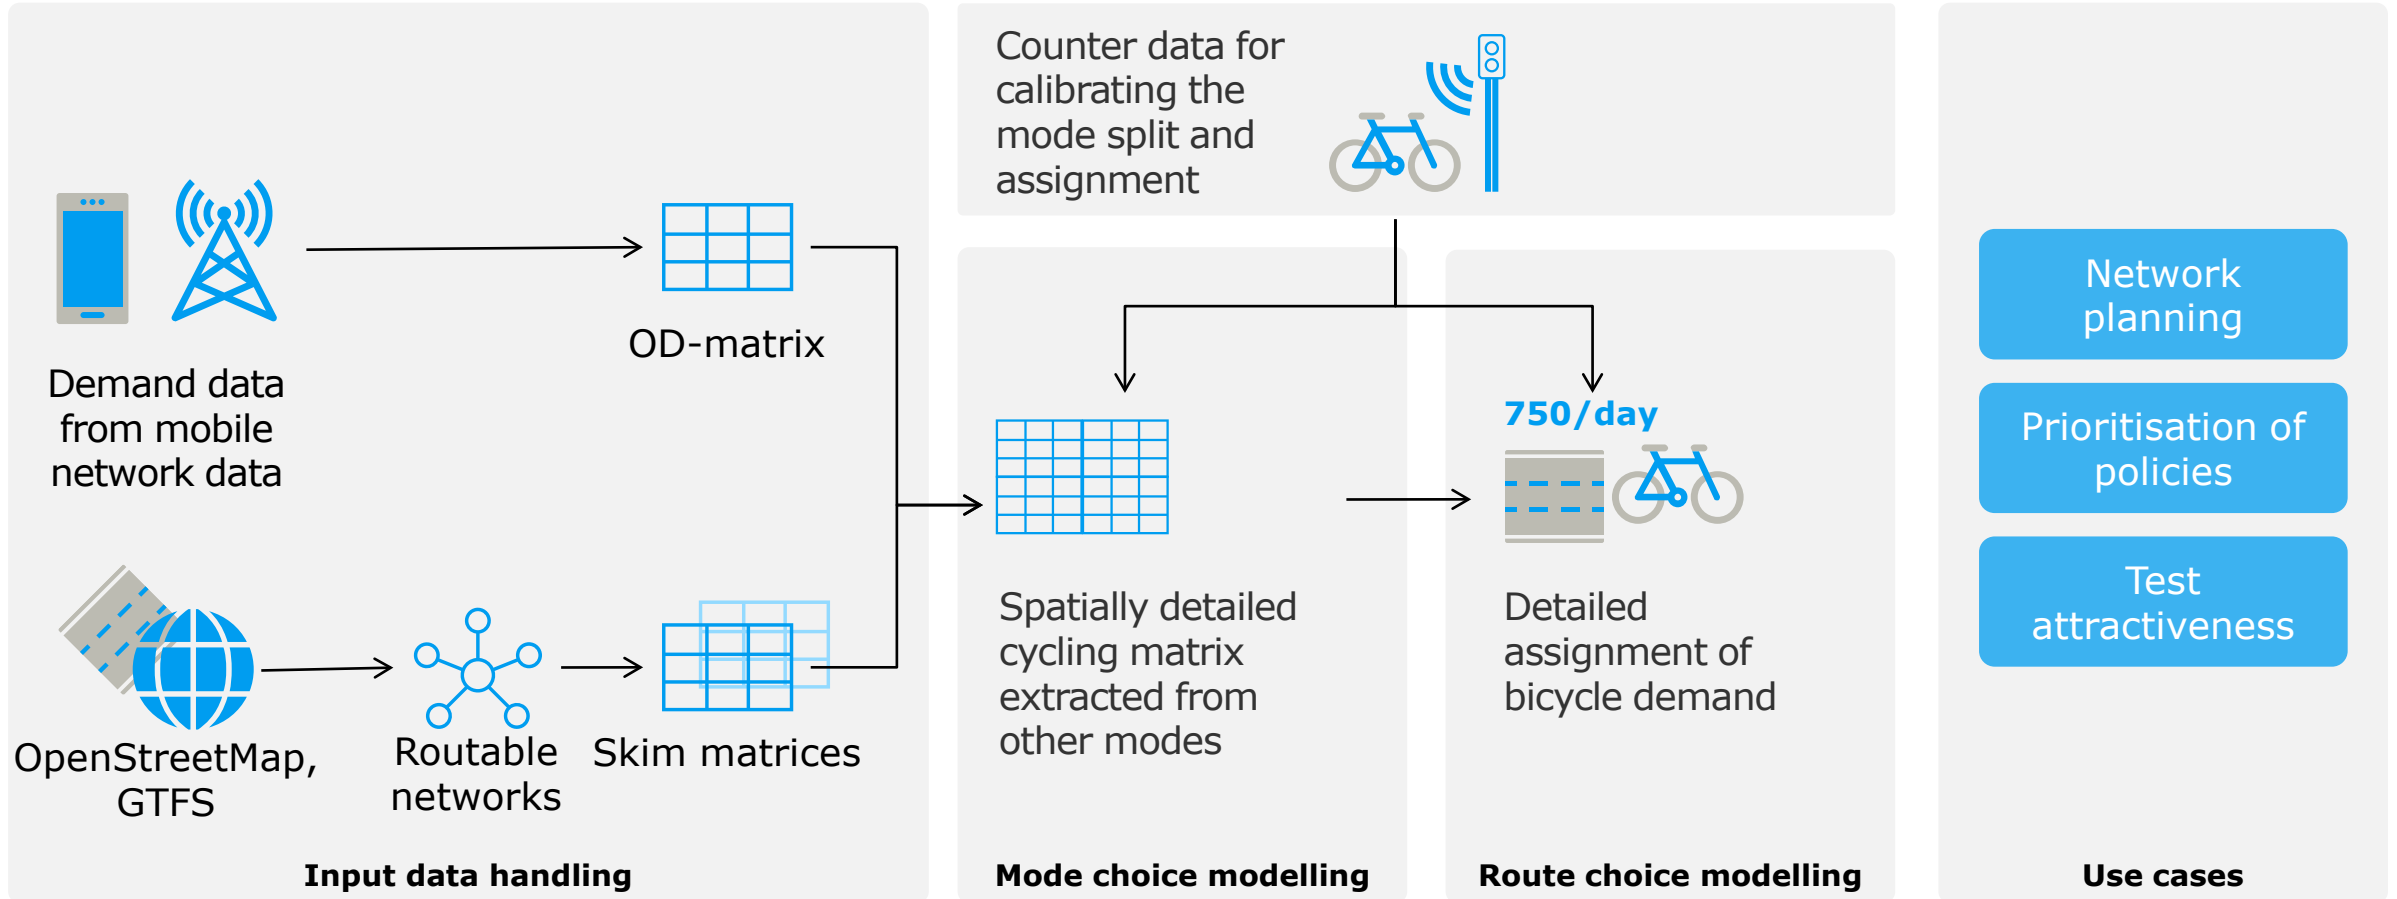 Demand data
from mobile
network data
OD-matrix
OpenStreetMap,
GTFS
Routable
networks
Skim matrices
Input data handling
Counter data for
calibrating the
mode split and
assignment
Spatially detailed
cycling matrix
extracted from
other modes
Mode choice modelling
750/day
Detailed
assignment of
bicycle demand
Route choice modelling
Network
planning
Prioritisation of
policies
Test
attractiveness
Use cases